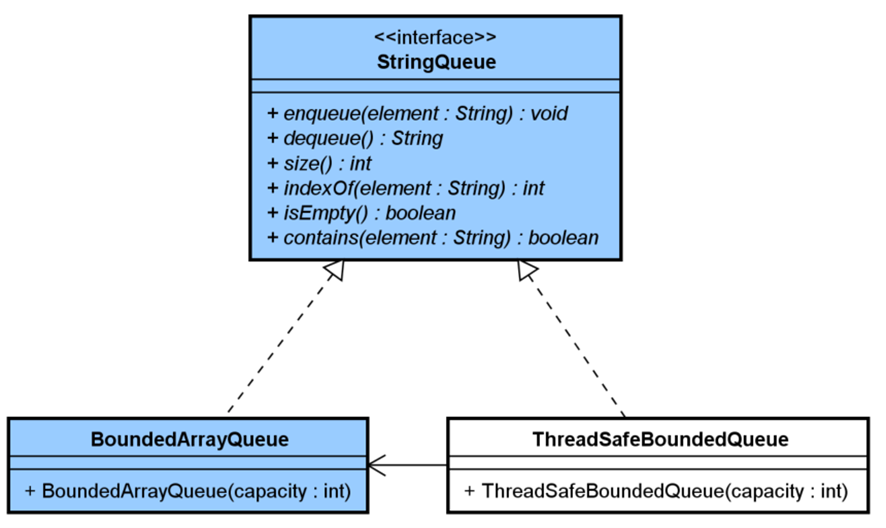 <<interface>>
StringQueue
+ enqueue(element : String) : void
+ dequeue() : String
+ size() : int
+ indexOf(element : String) : int
+ isEmpty() : boolean
+ contains(element : String) : boolean
BoundedArrayQueue
+ BoundedArrayQueue(capacity : int)
ThreadSafeBoundedQueue
+ ThreadSafeBoundedQueue(capacity : int)